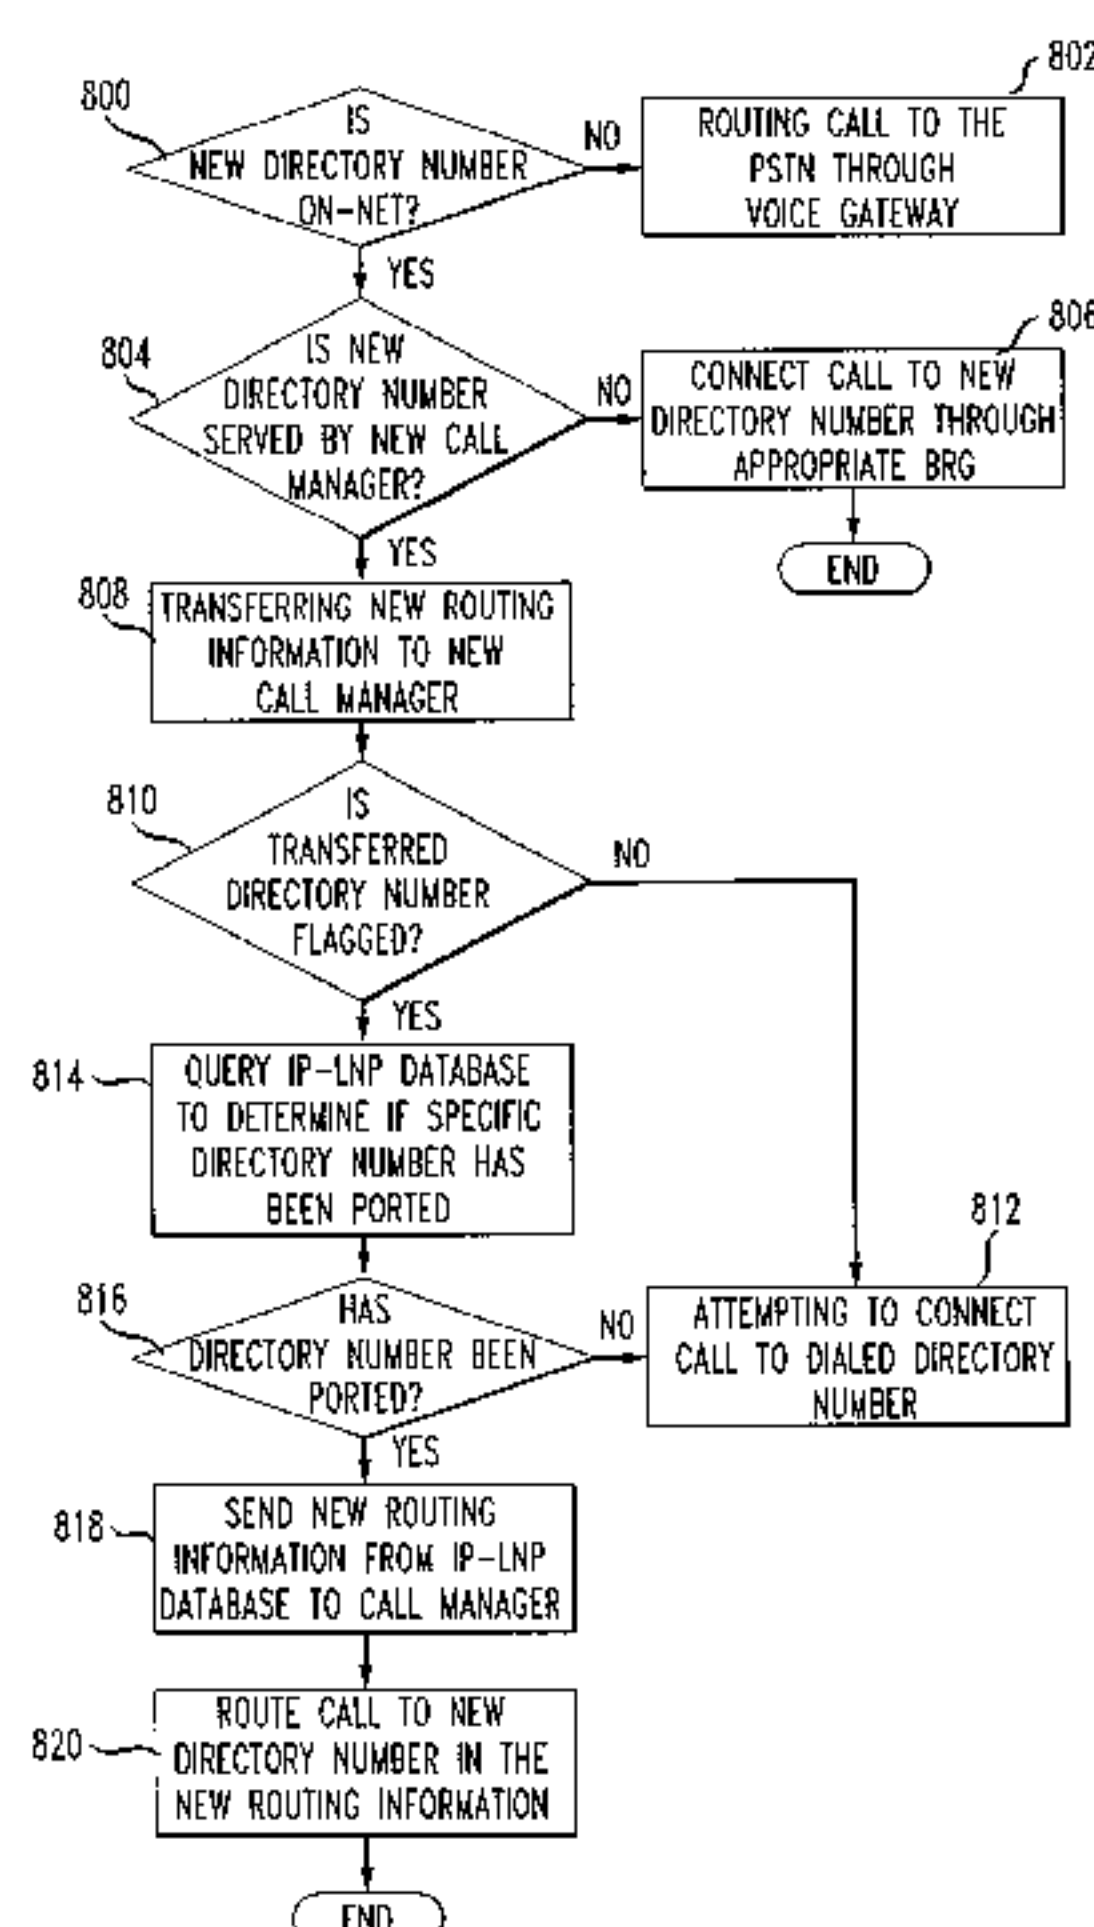 800
IS
NEW DIRECTORY NUMBER
ON-NET?
NO
802
ROUTING CALL TO THE
PSTN THROUGH
VOICE GATEWAY
YES
804
IS NEW
DIRECTORY NUMBER
SERVED BY NEW CALL
MANAGER?
NO
806
CONNECT CALL TO NEW
DIRECTORY NUMBER THROUGH
APPROPRIATE BRG
END
YES
808
TRANSFERRING NEW ROUTING
INFORMATION TO NEW
CALL MANAGER
810
IS
TRANSFERRED
DIRECTORY NUMBER
FLAGGED?
NO
YES
814
QUERY IP-LNP DATABASE
TO DETERMINE IF SPECIFIC
DIRECTORY NUMBER HAS
BEEN PORTED
816
HAS
DIRECTORY NUMBER BEEN
PORTED?
NO
812
ATTEMPTING TO CONNECT
CALL TO DIALED DIRECTORY
NUMBER
YES
818
SEND NEW ROUTING
INFORMATION FROM IP-LNP
DATABASE TO CALL MANAGER
820
ROUTE CALL TO NEW
DIRECTORY NUMBER IN THE
NEW ROUTING INFORMATION
END